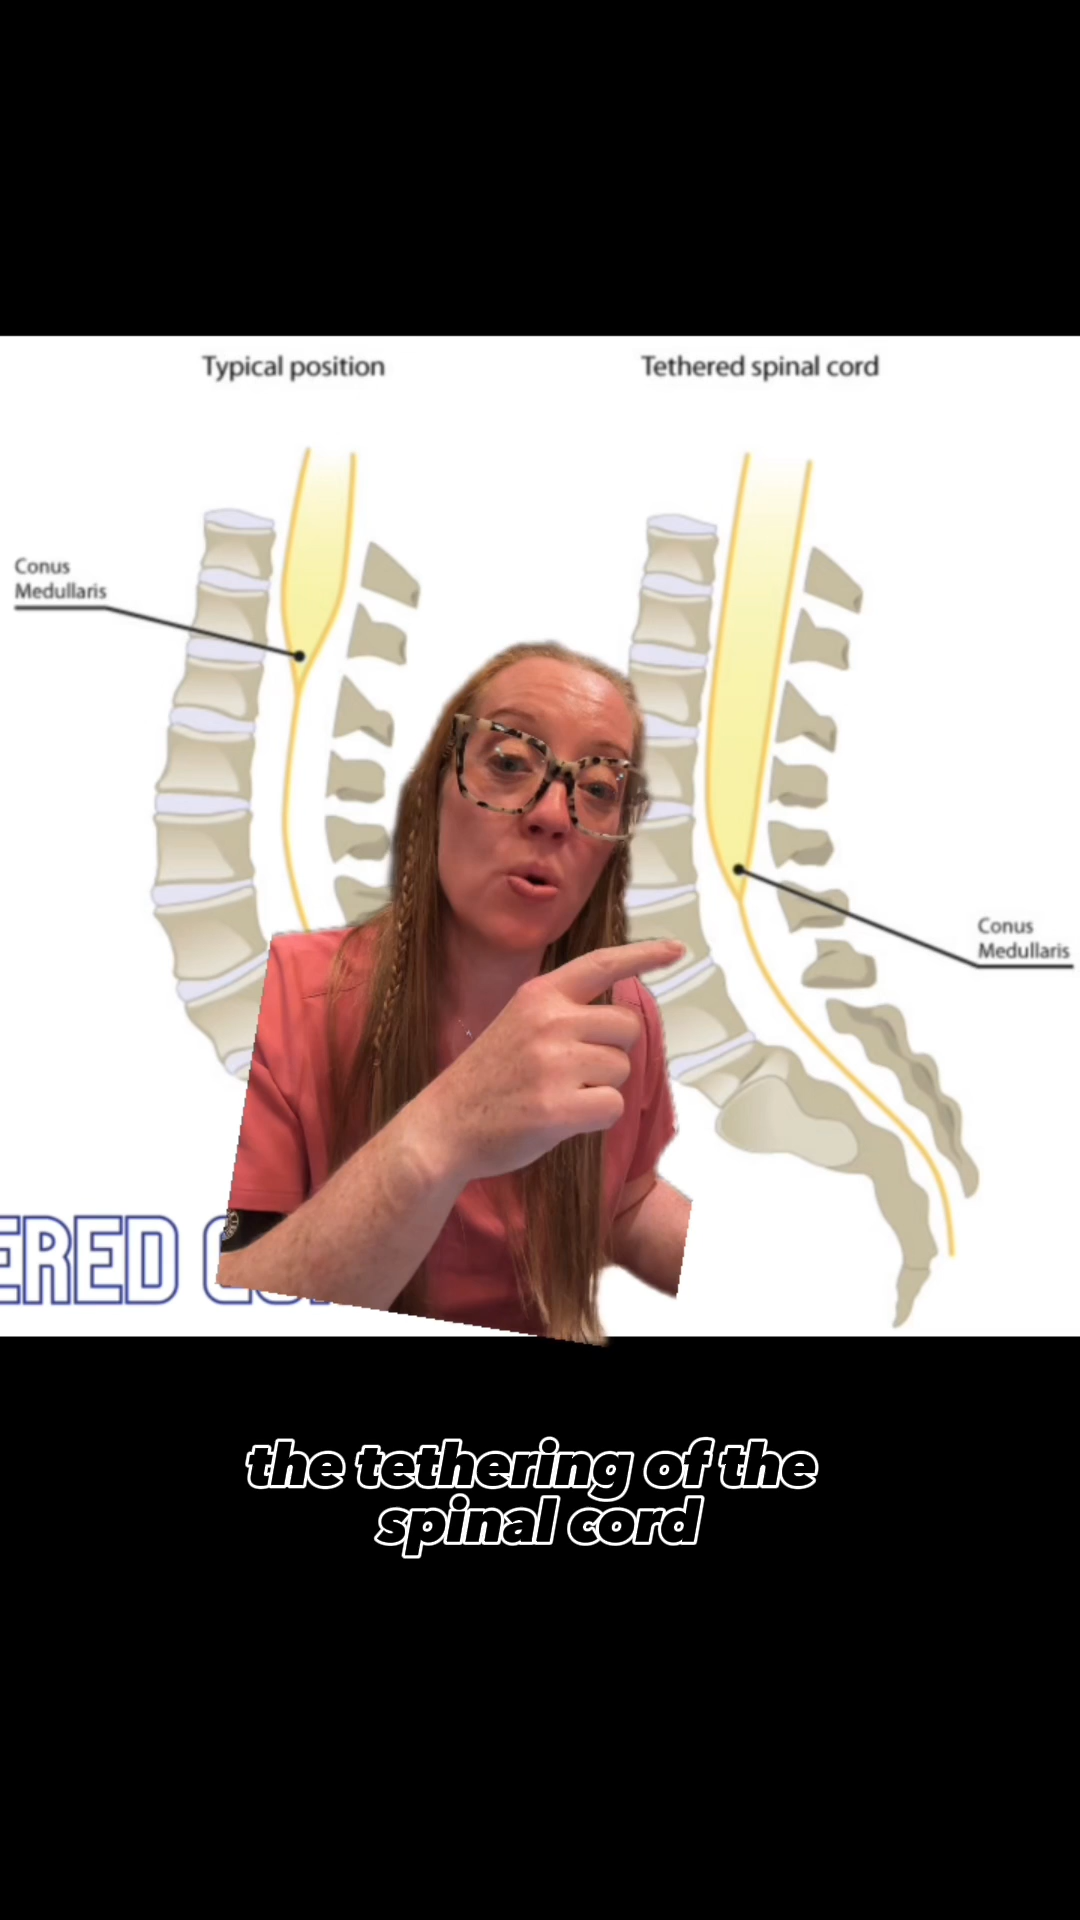 Typical position
Tethered spinal cord
Conus
Medullaris
Conus
Medullaris
ERED
the tethering of the
spinal cord